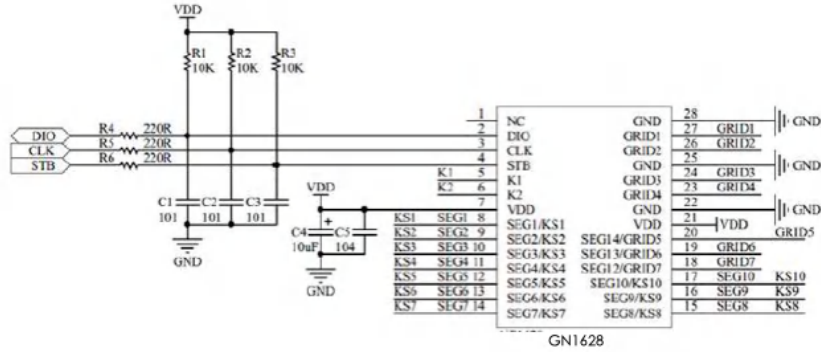 VDD
R1 R2 R3
10K 10K 10K
DIO R4 220R
CLK R5 220R
STB R6 220R
C1 C2 C3
101 101 101
GND
VDD
C4 + C5
10uF 104
GND
K1
K2
KS1 SEG1 8
KS2 SEG2 9
KS3 SEG3 10
KS4 SEG4 11
KS5 SEG5 12
KS6 SEG6 13
KS7 SEG7 14
1 NC
2 DIO
3 CLK
4 STB
5 K1
6 K2
7 VDD
SEG1/KS1
SEG2/KS2
SEG3/KS3
SEG4/KS4
SEG5/KS5
SEG6/KS6
SEG7/KS7
GND 28 GND
GRID1 27 GRID1
GRID2 26 GRID2
GND 25 GND
GRID3 24 GRID3
GRID4 23 GRID4
GND 22 GND
VDD 21 VDD
SEG14/GRID5 20 GRID5
SEG13/GRID6 19 GRID6
SEG12/GRID7 18 GRID7
SEG10/KS10 17 SEG10 KS10
SEG9/KS9 16 SEG9 KS9
SEG8/KS8 15 SEG8 KS8
GN1628